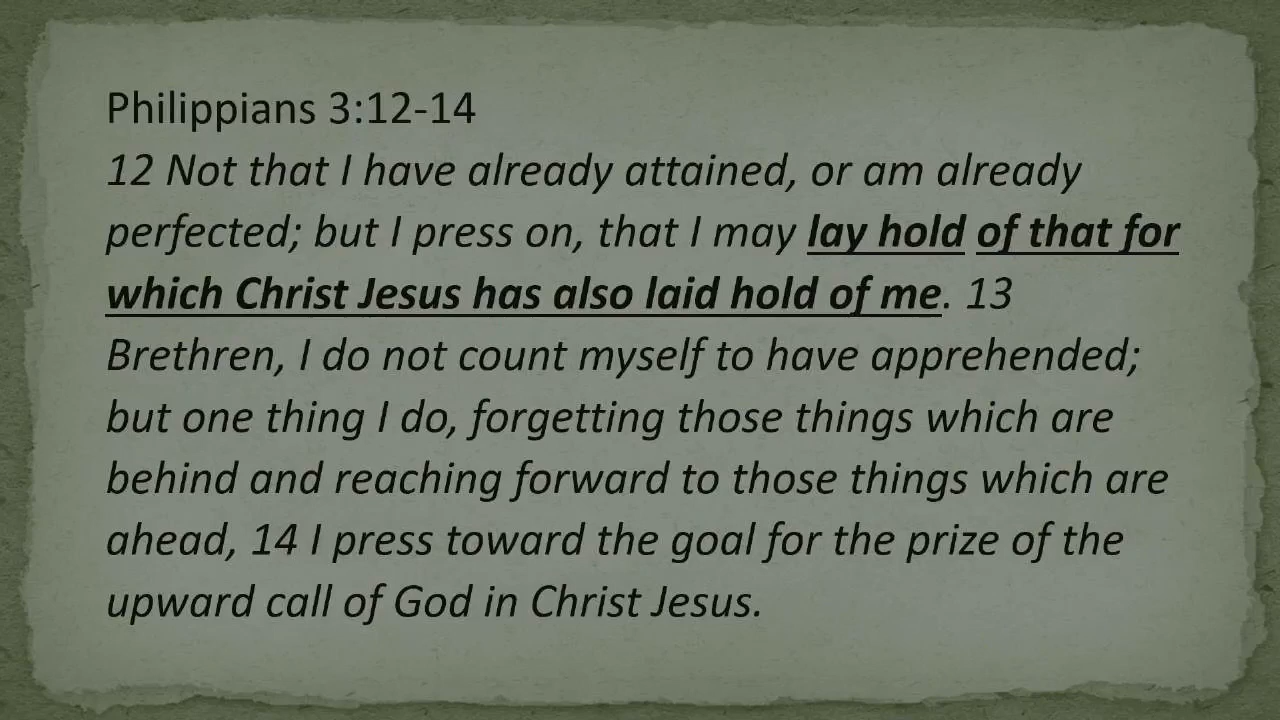 Philippians 3:12-14
12 Not that I have already attained, or am already
perfected; but I press on, that I may lay hold of that for
which Christ Jesus has also laid hold of me. 13
Brethren, I do not count myself to have apprehended;
but one thing I do, forgetting those things which are
behind and reaching forward to those things which are
ahead, 14 I press toward the goal for the prize of the
upward call of God in Christ Jesus.